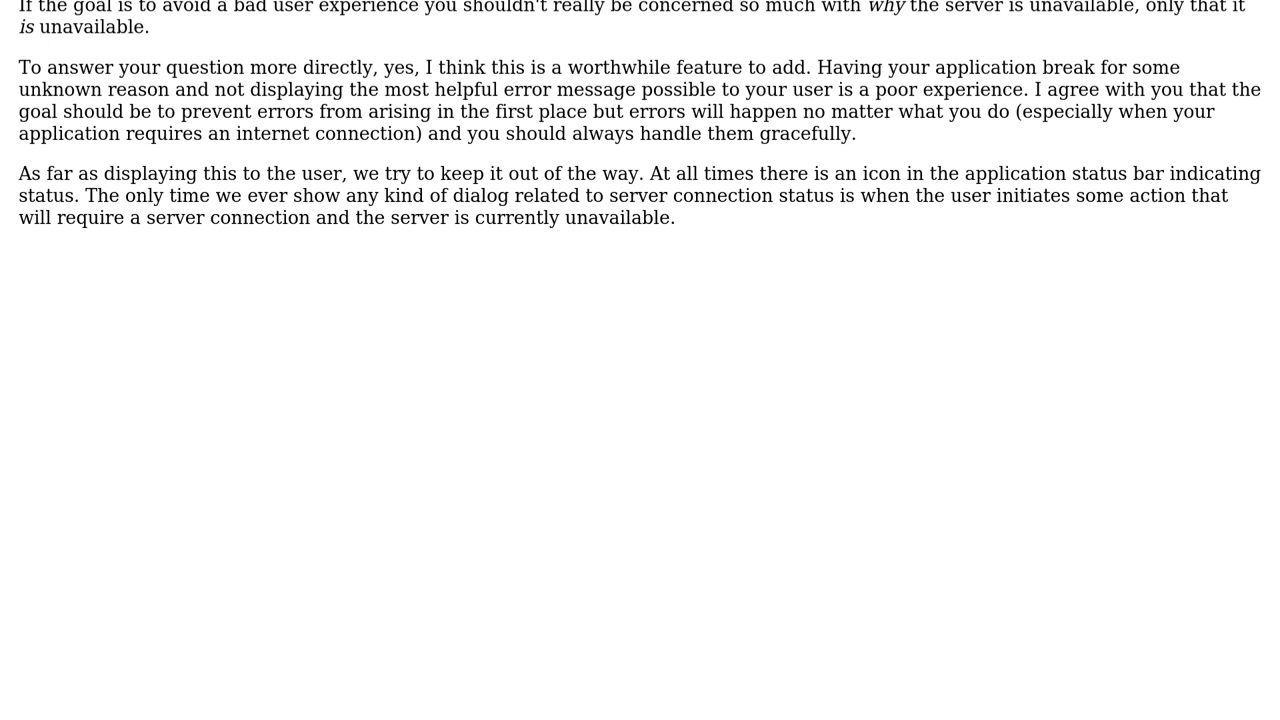 If the goal is to avoid a bad user experience you shouldn't really be concerned so much with why the server is unavailable, only that it
is unavailable.
To answer your question more directly, yes, I think this is a worthwhile feature to add. Having your application break for some
unknown reason and not displaying the most helpful error message possible to your user is a poor experience. I agree with you that the
goal should be to prevent errors from arising in the first place but errors will happen no matter what you do (especially when your
application requires an internet connection) and you should always handle them gracefully.
As far as displaying this to the user, we try to keep it out of the way. At all times there is an icon in the application status bar indicating
status. The only time we ever show any kind of dialog related to server connection status is when the user initiates some action that
will require a server connection and the server is currently unavailable.